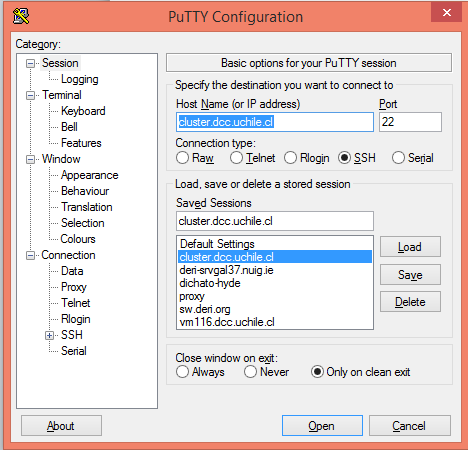 PuTTY Configuration
Category:
Session
Logging
Terminal
Keyboard
Bell
Features
Window
Appearance
Behaviour
Translation
Selection
Colours
Connection
Data
Proxy
Telnet
Rlogin
SSH
Serial
Basic options for your PuTTY session
Specify the destination you want to connect to
Host Name (or IP address) Port
cluster.dcc.uchile.cl 22
Connection type:
Raw Telnet Rlogin SSH Serial
Load, save or delete a stored session
Saved Sessions
cluster.dcc.uchile.cl
Default Settings
cluster.dcc.uchile.cl
deri-srvgal37.nuig.ie
dichato-hyde
proxy
sw.deri.org
vm116.dcc.uchile.cl
Load
Save
Delete
Close window on exit:
Always Never Only on clean exit
About Open Cancel